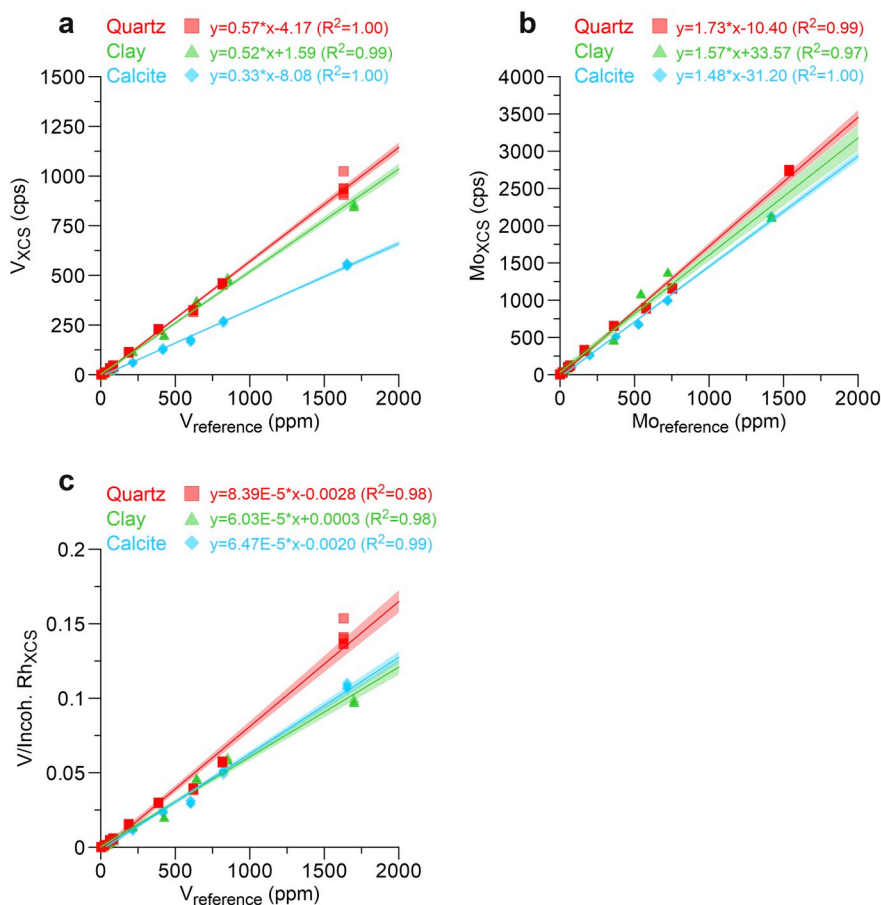 a
Quartz y=0.57*x-4.17 (R²=1.00)
Clay y=0.52*x+1.59 (R²=0.99)
Calcite y=0.33*x-8.08 (R²=1.00)
1500
1250
1000
750
500
250
0
V_XCS (cps)
0 500 1000 1500 2000
V_reference (ppm)
b
Quartz y=1.73*x-10.40 (R²=0.99)
Clay y=1.57*x+33.57 (R²=0.97)
Calcite y=1.48*x-31.20 (R²=1.00)
4000
3500
3000
2500
2000
1500
1000
500
0
Mo_XCS (cps)
0 500 1000 1500 2000
Mo_reference (ppm)
c
Quartz y=8.39E-5*x-0.0028 (R²=0.98)
Clay y=6.03E-5*x+0.0003 (R²=0.98)
Calcite y=6.47E-5*x-0.0020 (R²=0.99)
0.2
0.15
0.1
0.05
0
V/Incoh. Rh_XCS
0 500 1000 1500 2000
V_reference (ppm)